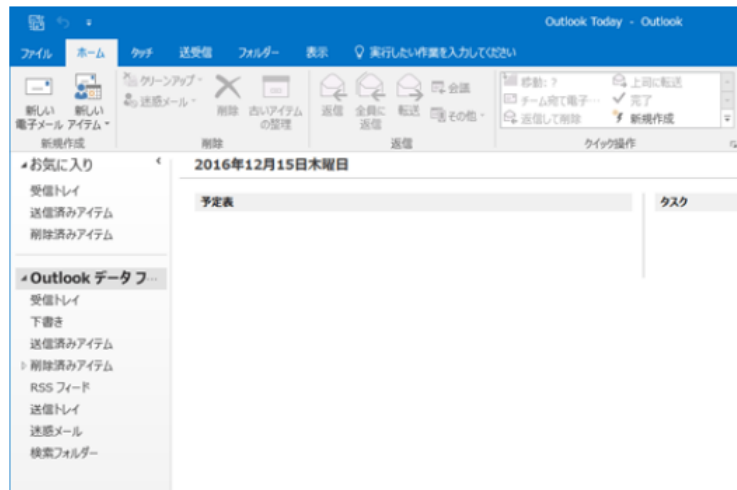 Outlook Today - Outlook
ファイル ホーム タッチ 送受信 フォルダー 表示 実行したい作業を入力してください
新しい
電子メール
新しい
アイテム
新規作成
クリーンアップ
迷惑メール
削除
古いアイテム
の整理
削除
返信
全員に
返信
転送
会議
その他
返信
移動: ?
チーム宛て電子…
返信して削除
上司に転送
完了
新規作成
クイック操作
お気に入り
受信トレイ
送信済みアイテム
削除済みアイテム
Outlook データ フ…
受信トレイ
下書き
送信済みアイテム
削除済みアイテム
RSS フィード
送信トレイ
迷惑メール
検索フォルダー
2016年12月15日木曜日
予定表
タスク